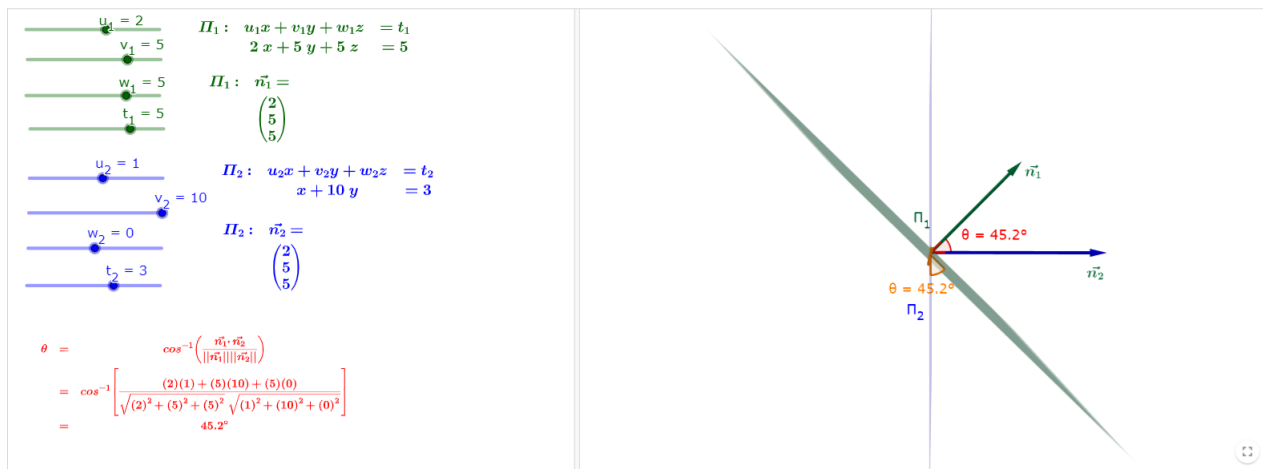 u₁ = 2
v₁ = 5
w₁ = 5
t₁ = 5
Π₁ : u₁x + v₁y + w₁z = t₁
2 x + 5 y + 5 z = 5
Π₁ : n⃗₁ =
(2
5
5)
u₂ = 1
v₂ = 10
w₂ = 0
t₂ = 3
Π₂ : u₂x + v₂y + w₂z = t₂
x + 10 y = 3
Π₂ : n⃗₂ =
(2
5
5)
θ = cos⁻¹(n⃗₁·n⃗₂ / ||n⃗₁||||n⃗₂||)
= cos⁻¹[(2)(1) + (5)(10) + (5)(0) / √(2)² + (5)² + (5)² √(1)² + (10)² + (0)²]
= 45.2°
n⃗₁
Π₁
θ = 45.2°
n⃗₂
θ = 45.2°
Π₂